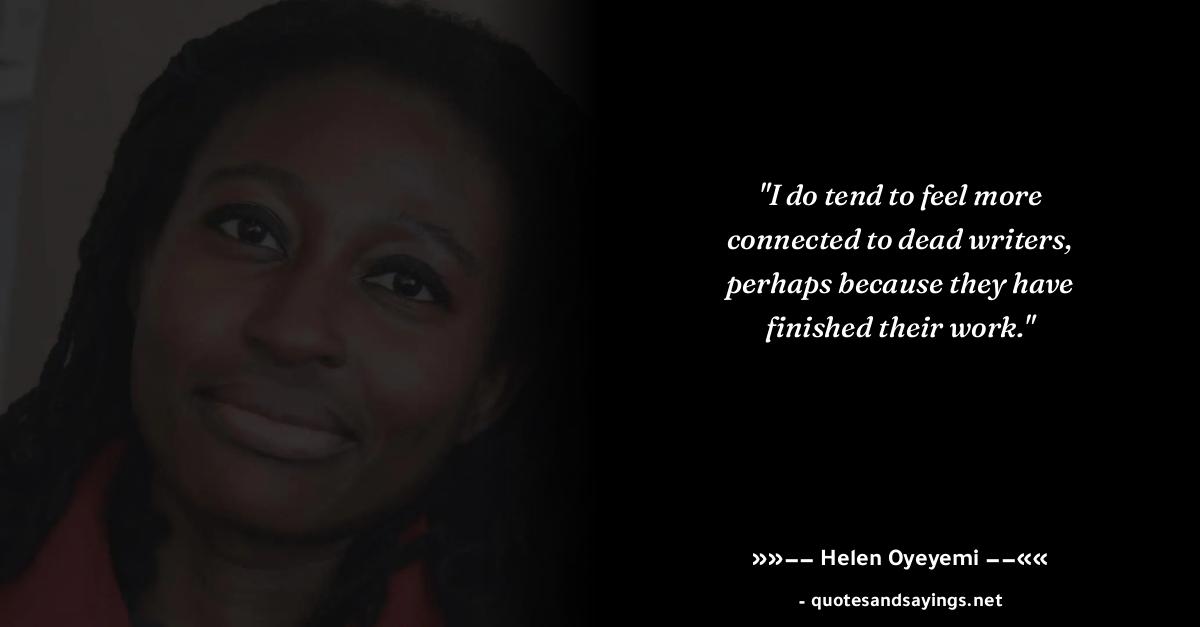 "I do tend to feel more
connected to dead writers,
perhaps because they have
finished their work."
»»−− Helen Oyeyemi −−««
- quotesandsayings.net